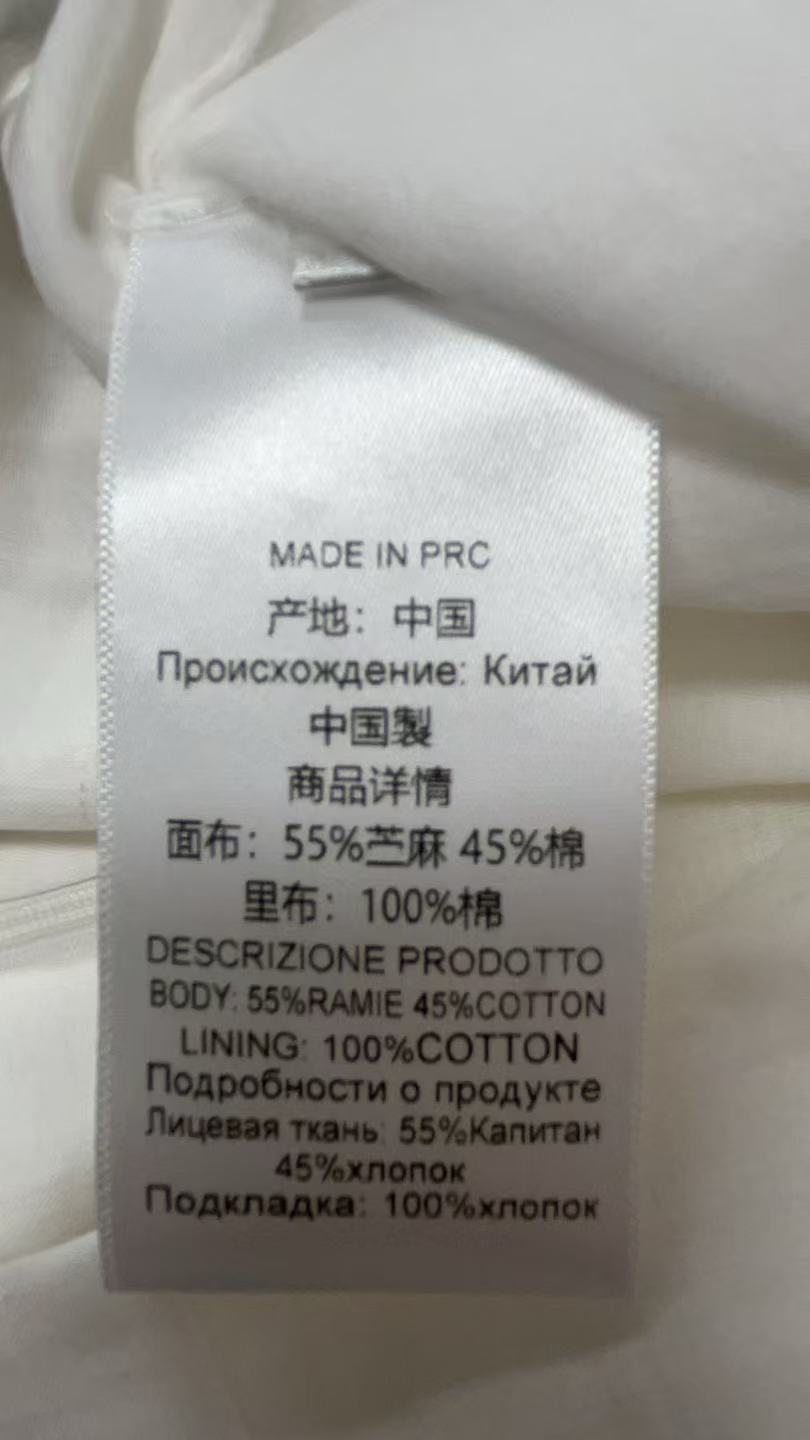 MADE IN PRC
产地：中国
Происхождение: Китай
中国製
商品详情
面布：55%苎麻 45%棉
里布：100%棉
DESCRIZIONE PRODOTTO
BODY: 55%RAMIE 45%COTTON
LINING: 100%COTTON
Подробности о продукте
Лицевая ткань: 55%Капитан
45%хлопок
Подкладка: 100%хлопок